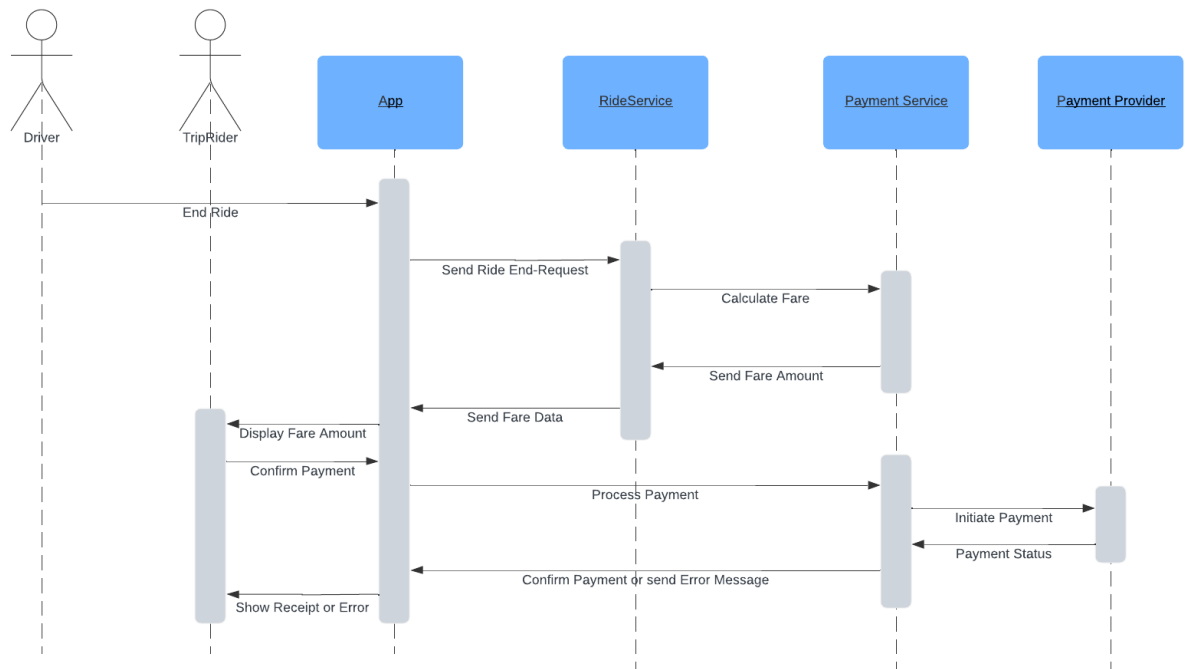 Driver
TripRider
App
RideService
Payment Service
Payment Provider
End Ride
Send Ride End-Request
Calculate Fare
Send Fare Amount
Send Fare Data
Display Fare Amount
Confirm Payment
Process Payment
Initiate Payment
Payment Status
Confirm Payment or send Error Message
Show Receipt or Error